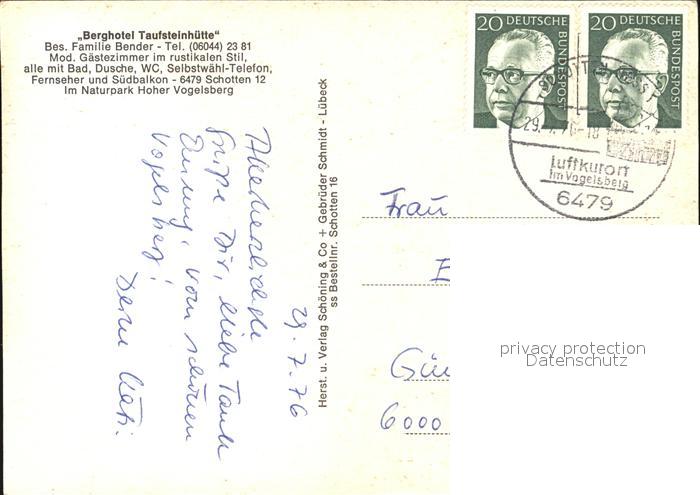 „Berghotel Taufsteinhütte"
Bes. Familie Bender - Tel. (06044) 23 81
Mod. Gästezimmer im rustikalen Stil,
alle mit Bad, Dusche, WC, Selbstwähl-Telefon,
Fernseher und Südbalkon - 6479 Schotten 12
Im Naturpark Hoher Vogelsberg
20 DEUTSCHE BUNDESPOST
20 DEUTSCHE BUNDESPOST
Luftkurort
im Vogelsberg
6479
29.7.76
Allerherzlichste
Grüße Dir, liebe Tante
vom schönen
Vogelsberg!
Deine
Herst. u. Verlag Schöning & Co + Gebrüder Schmidt - Lübeck
ss Bestellnr. Schotten 16
Frau
E
Gü
6000
privacy protection
Datenschutz